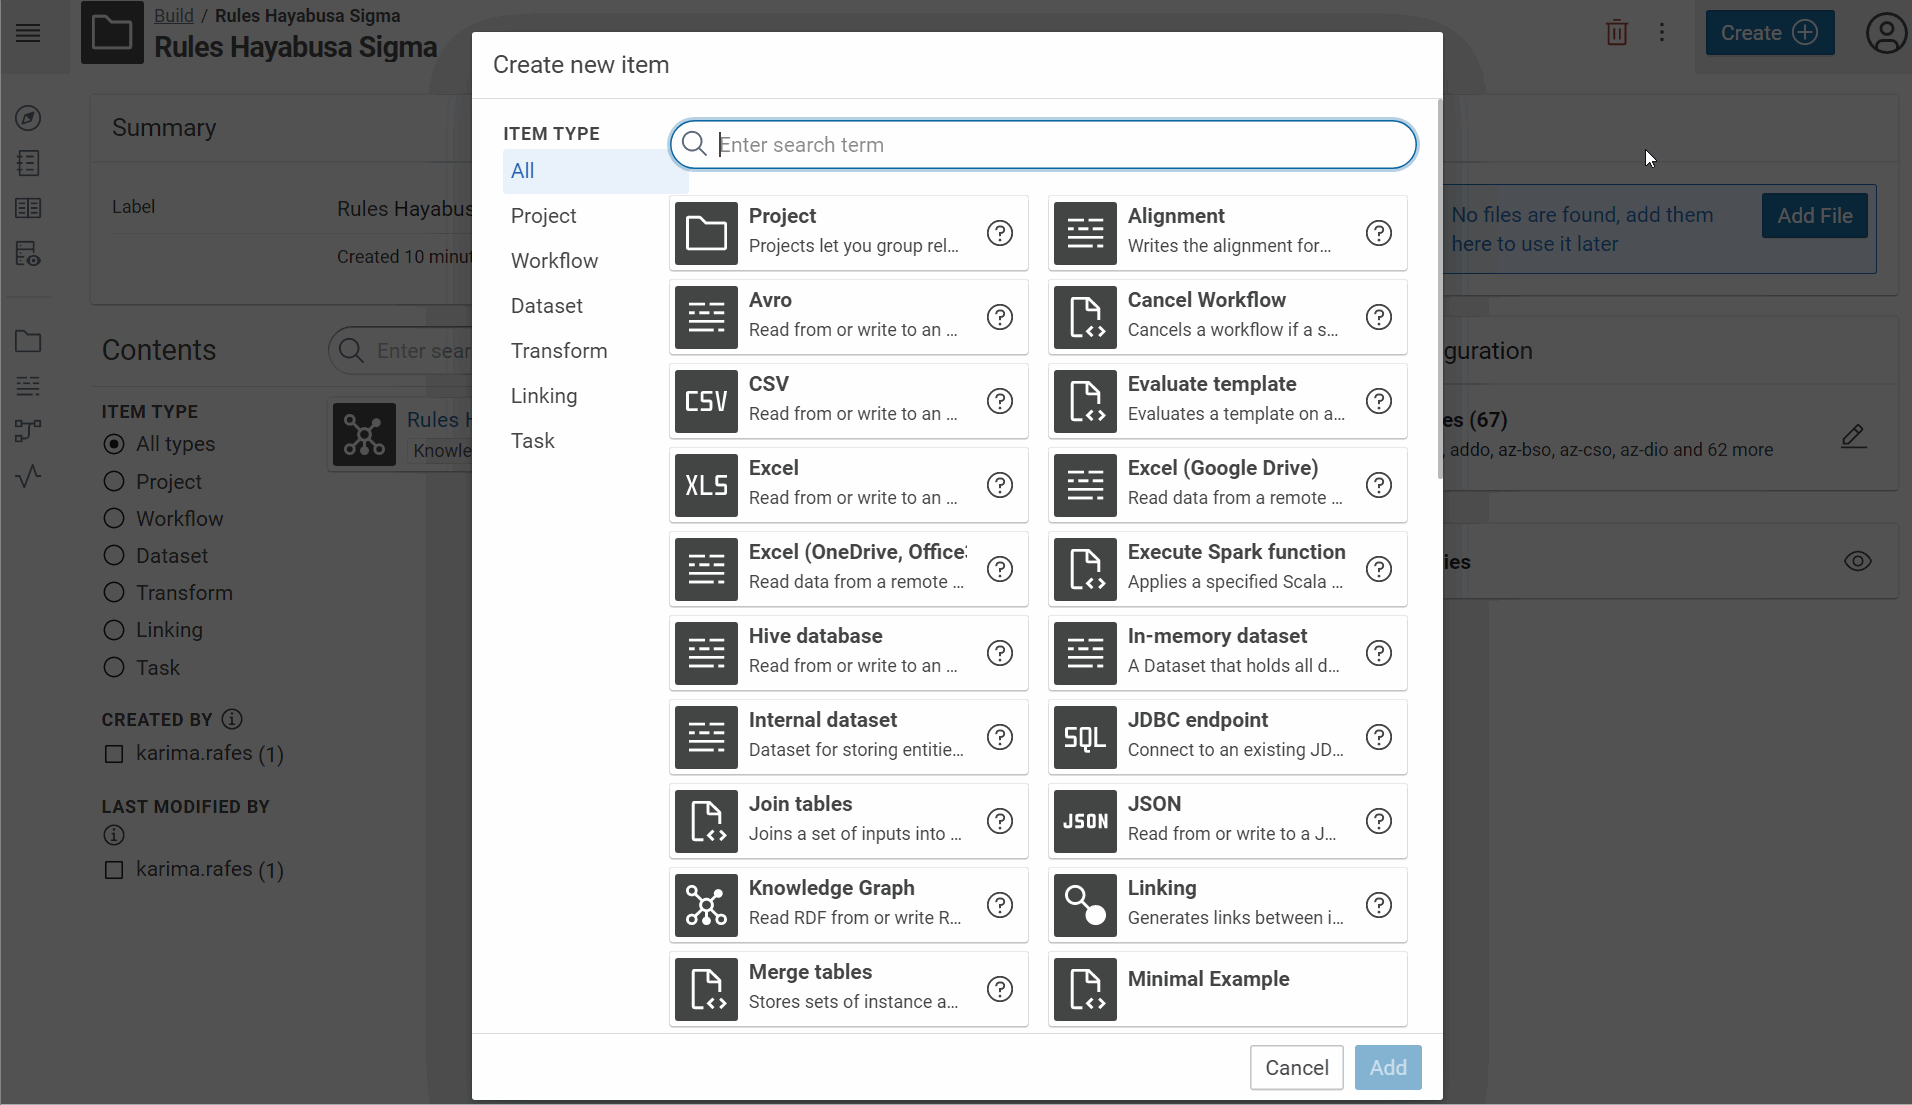 Build / Rules Hayabusa Sigma
Rules Hayabusa Sigma
Create
Summary
Label
Rules Hayabus
Created 10 minut
Contents
Enter sear
ITEM TYPE
All types
Project
Workflow
Dataset
Transform
Linking
Task
CREATED BY
karima.rafes (1)
LAST MODIFIED BY
karima.rafes (1)
Rules H
Knowle
Create new item
ITEM TYPE
All
Project
Workflow
Dataset
Transform
Linking
Task
Enter search term
Project
Projects let you group rel...
Alignment
Writes the alignment for...
Avro
Read from or write to an ...
Cancel Workflow
Cancels a workflow if a s...
CSV
CSV
Read from or write to an ...
Evaluate template
Evaluates a template on a...
XLS
Excel
Read from or write to an ...
Excel (Google Drive)
Read data from a remote ...
Excel (OneDrive, Office
Read data from a remote ...
Execute Spark function
Applies a specified Scala ...
Hive database
Read from or write to an ...
In-memory dataset
A Dataset that holds all d...
Internal dataset
Dataset for storing entitie...
SQL
JDBC endpoint
Connect to an existing JD...
Join tables
Joins a set of inputs into ...
JSON
JSON
Read from or write to a J...
Knowledge Graph
Read RDF from or write R...
Linking
Generates links between i...
Merge tables
Stores sets of instance a...
Minimal Example
Cancel
Add
No files are found, add them
here to use it later
Add File
guration
es (67)
, addo, az-bso, az-cso, az-dio and 62 more
ies